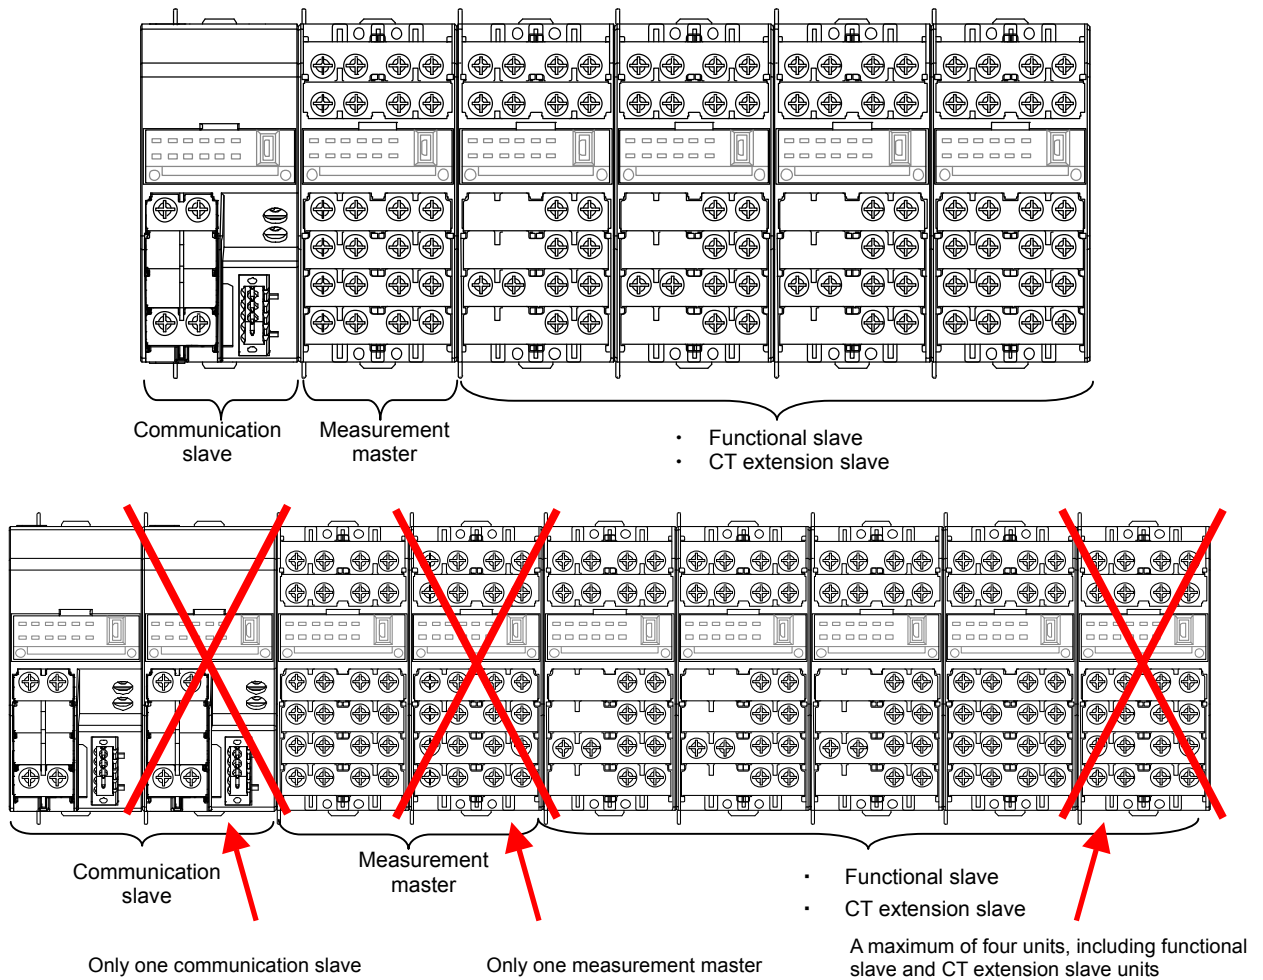 Communication
slave
Measurement
master
・ Functional slave
・ CT extension slave
Communication
slave
Measurement
master
・ Functional slave
・ CT extension slave
Only one communication slave
Only one measurement master
A maximum of four units, including functional
slave and CT extension slave units